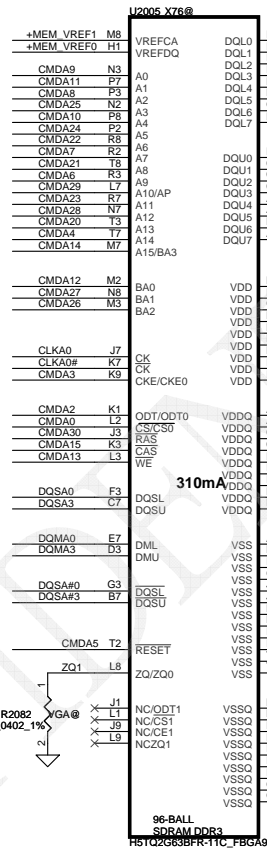 U2005 X76@
+MEM_VREF1 M8 VREFCA DQL0
+MEM_VREF0 H1 VREFDQ DQL1
DQL2
CMDA9 N3 A0 DQL3
CMDA11 P7 A1 DQL4
CMDA8 P3 A2 DQL5
CMDA25 N2 A3 DQL6
CMDA10 P8 A4 DQL7
CMDA24 P2 A5
CMDA22 R8 A6
CMDA7 R2 A7 DQU0
CMDA21 T8 A8 DQU1
CMDA6 R3 A9 DQU2
CMDA29 L7 A10/AP DQU3
CMDA23 R7 A11 DQU4
CMDA28 N7 A12 DQU5
CMDA20 T3 A13 DQU6
CMDA4 T7 A14 DQU7
CMDA14 M7 A15/BA3
CMDA12 M2 BA0 VDD
CMDA27 N8 BA1 VDD
CMDA26 M3 BA2 VDD
VDD
VDD
VDD
CLKA0 J7 CK VDD
CLKA0# K7 CK VDD
CMDA3 K9 CKE/CKE0 VDD
CMDA2 K1 ODT/ODT0 VDDQ
CMDA0 L2 CS/CS0 VDDQ
CMDA30 J3 RAS VDDQ
CMDA15 K3 CAS VDDQ
CMDA13 L3 WE VDDQ
VDDQ
310mA VDDQ
DQSA0 F3 DQSL VDDQ
DQSA3 C7 DQSU VDDQ
DQMA0 E7 DML VSS
DQMA3 D3 DMU VSS
VSS
VSS
DQSA#0 G3 DQSL VSS
DQSA#3 B7 DQSU VSS
VSS
VSS
VSS
CMDA5 T2 RESET VSS
VSS
ZQ1 L8 ZQ/ZQ0 VSS
1
J1 NC/ODT1 VSSQ
R2082 VGA@ L1 NC/CS1 VSSQ
0402_1% J9 NC/CE1 VSSQ
2 L9 NCZQ1 VSSQ
VSSQ
VSSQ
VSSQ
VSSQ
VSSQ
96-BALL
SDRAM DDR3
H5TQ2G63BFR-11C_FBGA9